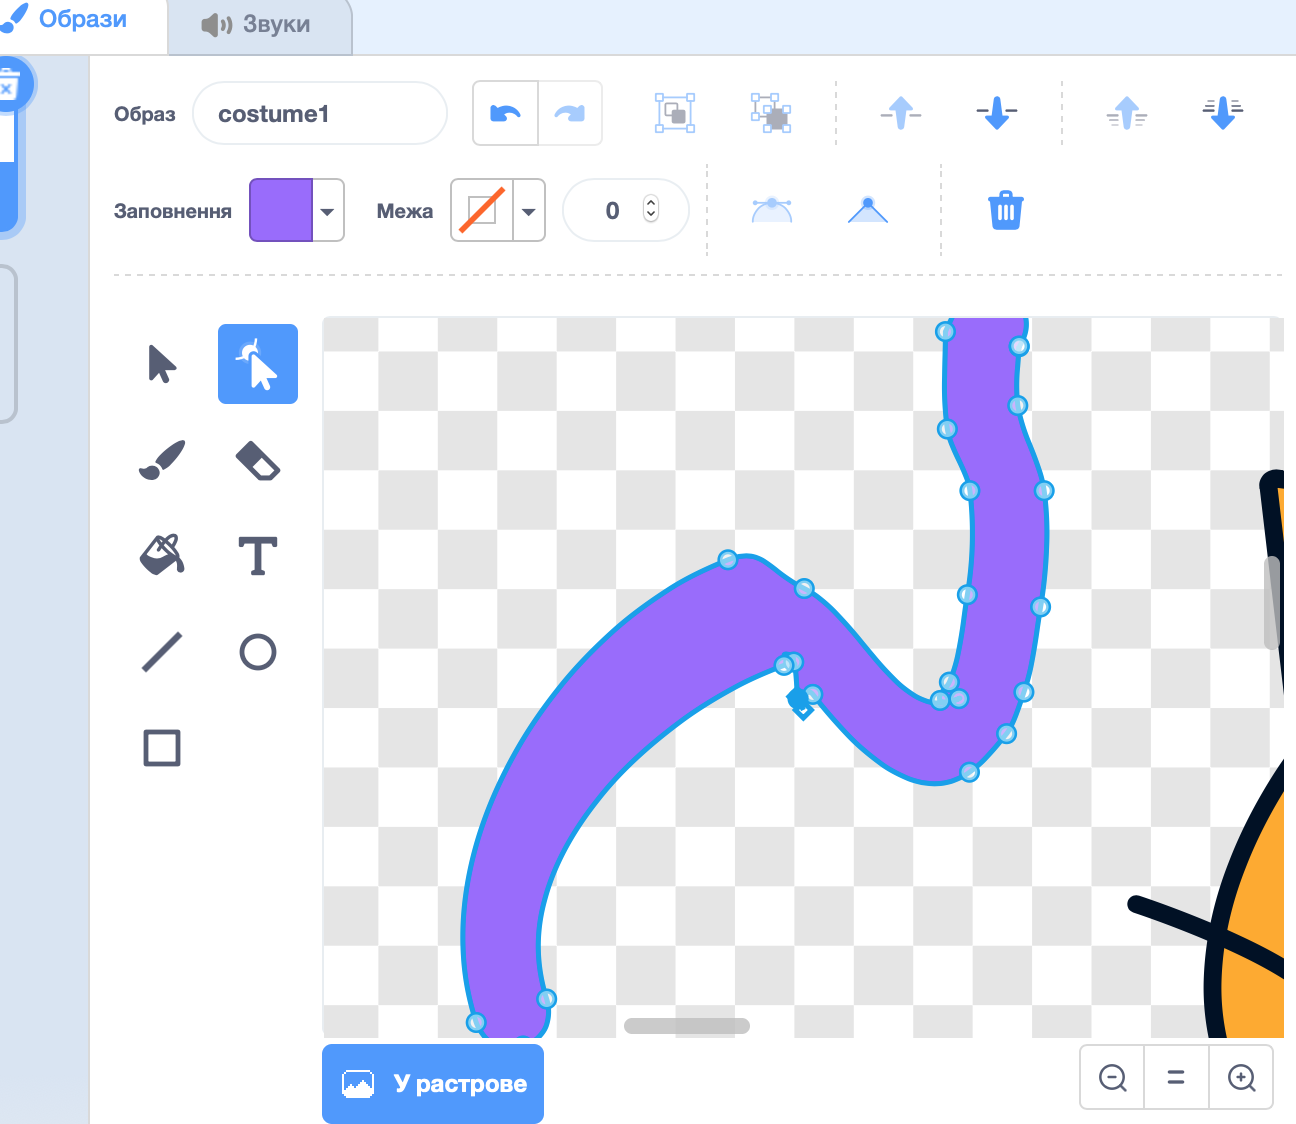 Образи
Звуки
Образ
costume1
Заповнення
Межа
0
У растрове